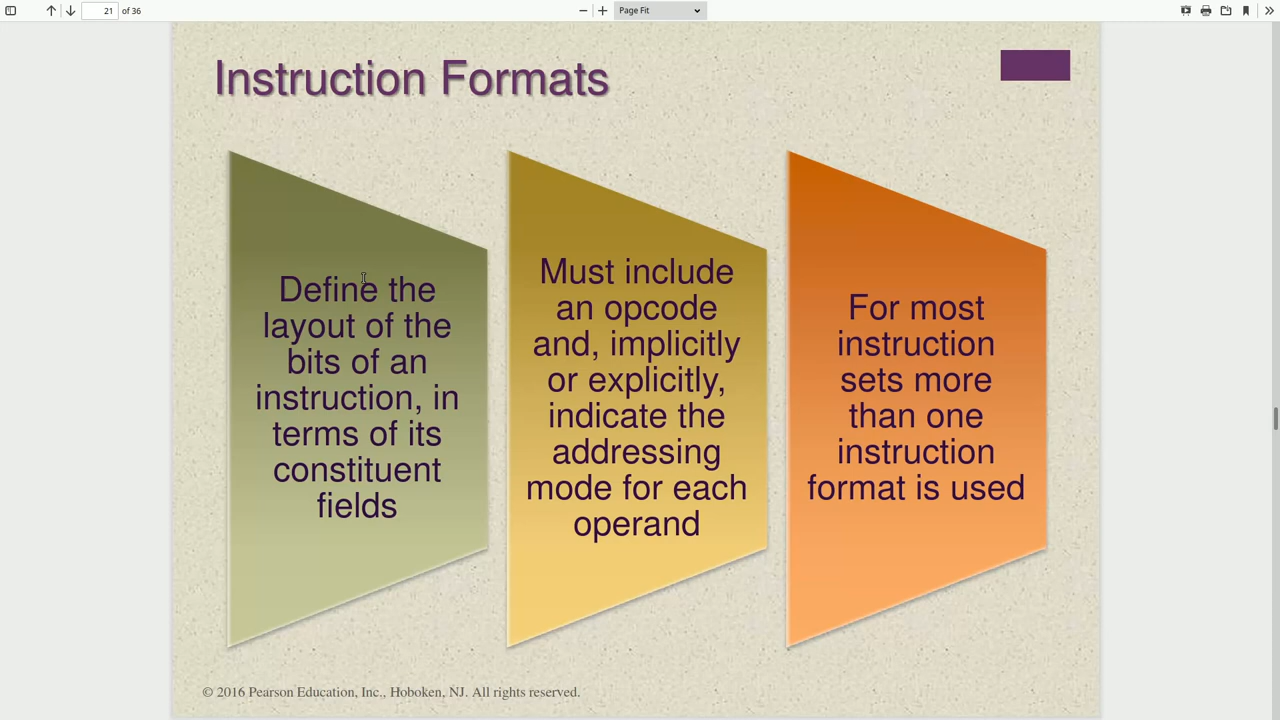 21 of 36
Page Fit
Instruction Formats
Define the
layout of the
bits of an
instruction, in
terms of its
constituent
fields
Must include
an opcode
and, implicitly
or explicitly,
indicate the
addressing
mode for each
operand
For most
instruction
sets more
than one
instruction
format is used
© 2016 Pearson Education, Inc., Hoboken, NJ. All rights reserved.